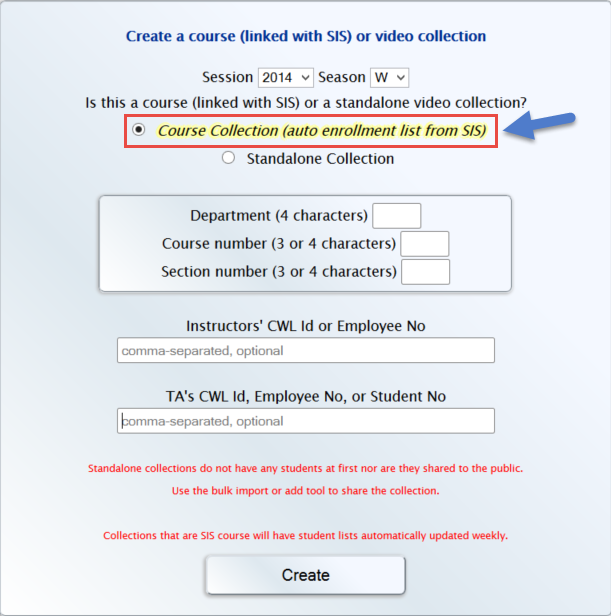 Create a course (linked with SIS) or video collection
Session 2014 Season W
Is this a course (linked with SIS) or a standalone video collection?
Course Collection (auto enrollment list from SIS)
Standalone Collection
Department (4 characters)
Course number (3 or 4 characters)
Section number (3 or 4 characters)
Instructors' CWL Id or Employee No
comma-separated, optional
TA's CWL Id, Employee No, or Student No
comma-separated, optional
Standalone collections do not have any students at first nor are they shared to the public.
Use the bulk import or add tool to share the collection.
Collections that are SIS course will have student lists automatically updated weekly.
Create